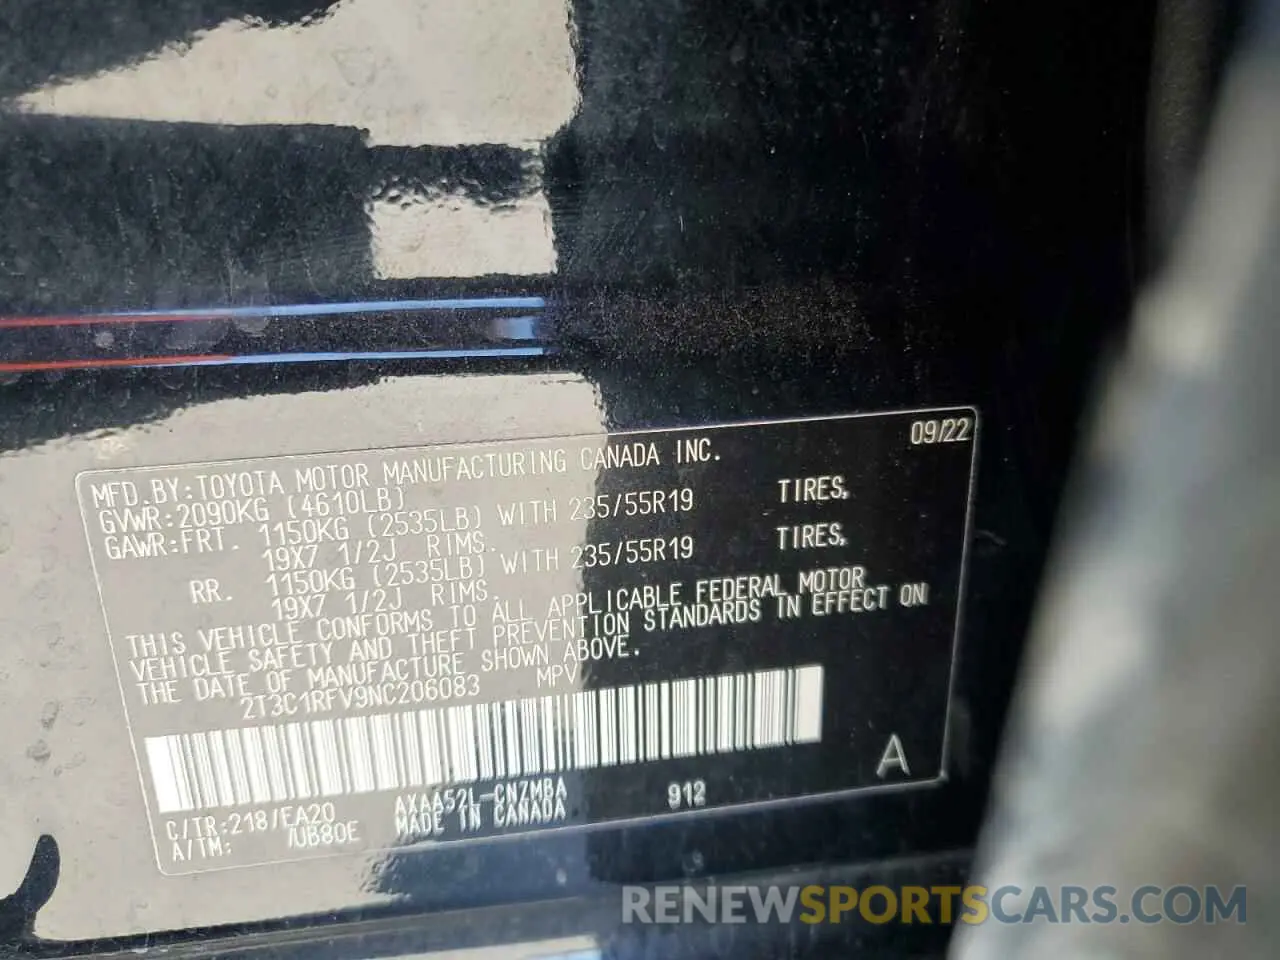 09/22
MFD.BY:TOYOTA MOTOR MANUFACTURING CANADA INC.
GVWR:2090KG (4610LB)
GAWR:FRT. 1150KG (2535LB) WITH 235/55R19 TIRES,
19X7 1/2J RIMS.
RR. 1150KG (2535LB) WITH 235/55R19 TIRES,
19X7 1/2J RIMS.
THIS VEHICLE CONFORMS TO ALL APPLICABLE FEDERAL MOTOR
VEHICLE SAFETY AND THEFT PREVENTION STANDARDS IN EFFECT ON
THE DATE OF MANUFACTURE SHOWN ABOVE.
2T3C1RFV9NC206083 MPV
A
C/TR:218/EA20 AXAA52L-CNZMBA 912
A/TM: /UB80E MADE IN CANADA
RENEWSPORTSCARS.COM